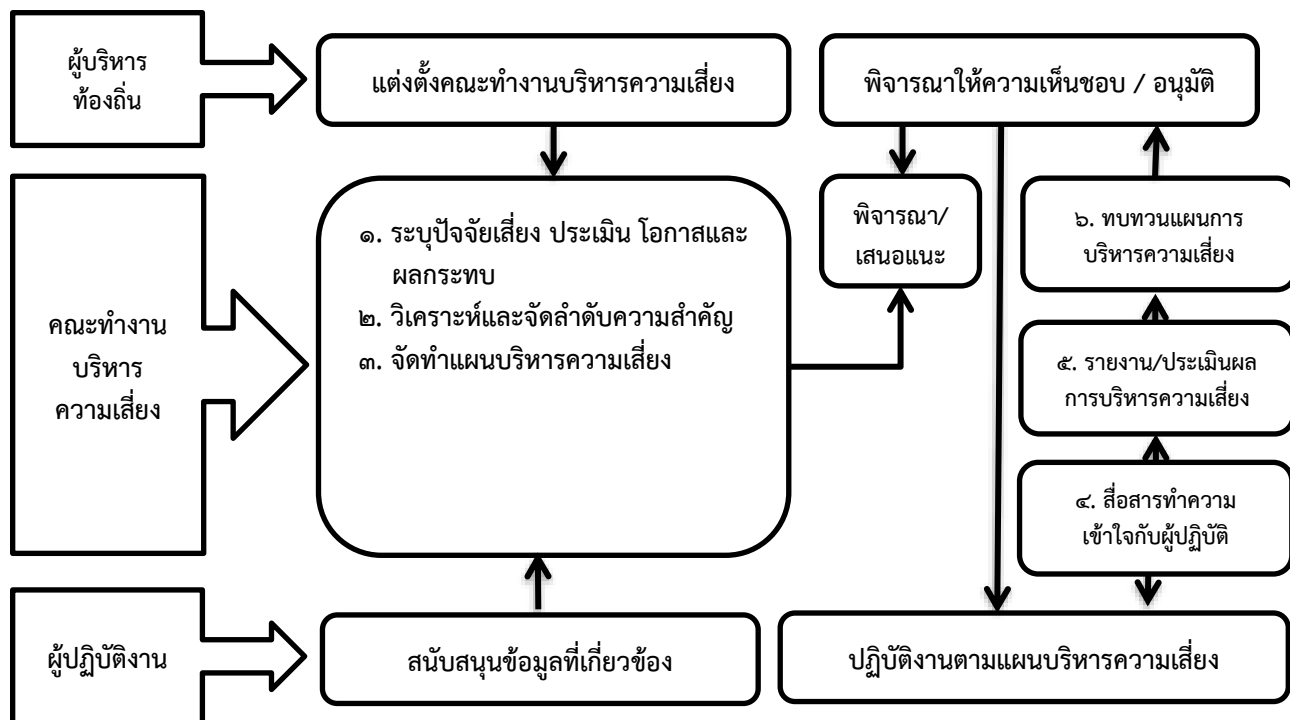 ผู้บริหาร
ท้องถิ่น
แต่งตั้งคณะทำงานบริหารความเสี่ยง
พิจารณาให้ความเห็นชอบ / อนุมัติ
คณะทำงาน
บริหาร
ความเสี่ยง
๑. ระบุปัจจัยเสี่ยง ประเมิน โอกาสและ
ผลกระทบ
๒. วิเคราะห์และจัดลำดับความสำคัญ
๓. จัดทำแผนบริหารความเสี่ยง
พิจารณา/
เสนอแนะ
๖. ทบทวนแผนการ
บริหารความเสี่ยง
๕. รายงาน/ประเมินผล
การบริหารความเสี่ยง
๔. สื่อสารทำความ
เข้าใจกับผู้ปฏิบัติ
ผู้ปฏิบัติงาน
สนับสนุนข้อมูลที่เกี่ยวข้อง
ปฏิบัติงานตามแผนบริหารความเสี่ยง